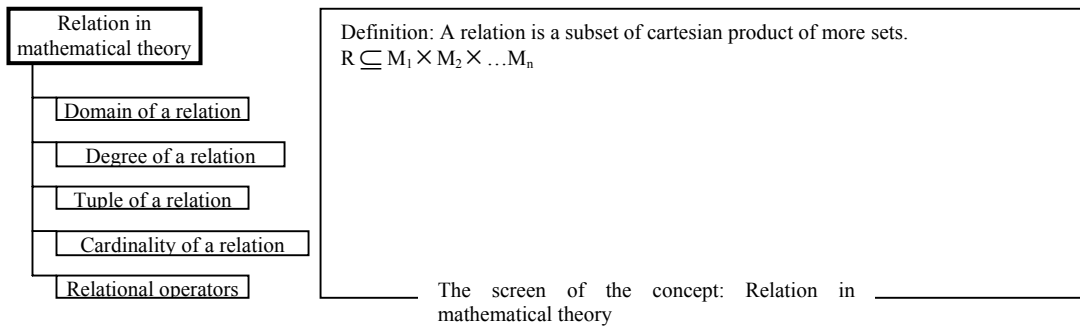 Relation in
mathematical theory
Domain of a relation
Degree of a relation
Tuple of a relation
Cardinality of a relation
Relational operators
Definition: A relation is a subset of cartesian product of more sets.
R ⊆ M₁ × M₂ × …Mₙ
The screen of the concept: Relation in
mathematical theory